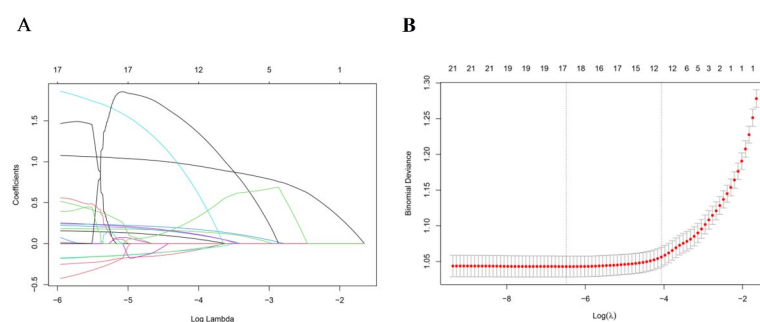 A
B
17 17 12 5 1
1.5
1.0
0.5
0.0
−0.5
Coefficients
−6 −5 −4 −3 −2
Log Lambda
21 21 21 19 19 19 17 18 16 17 15 12 12 6 5 3 2 1 1 1
1.30
1.25
1.20
1.15
1.10
1.05
Binomial Deviance
−8 −6 −4 −2
Log(λ)